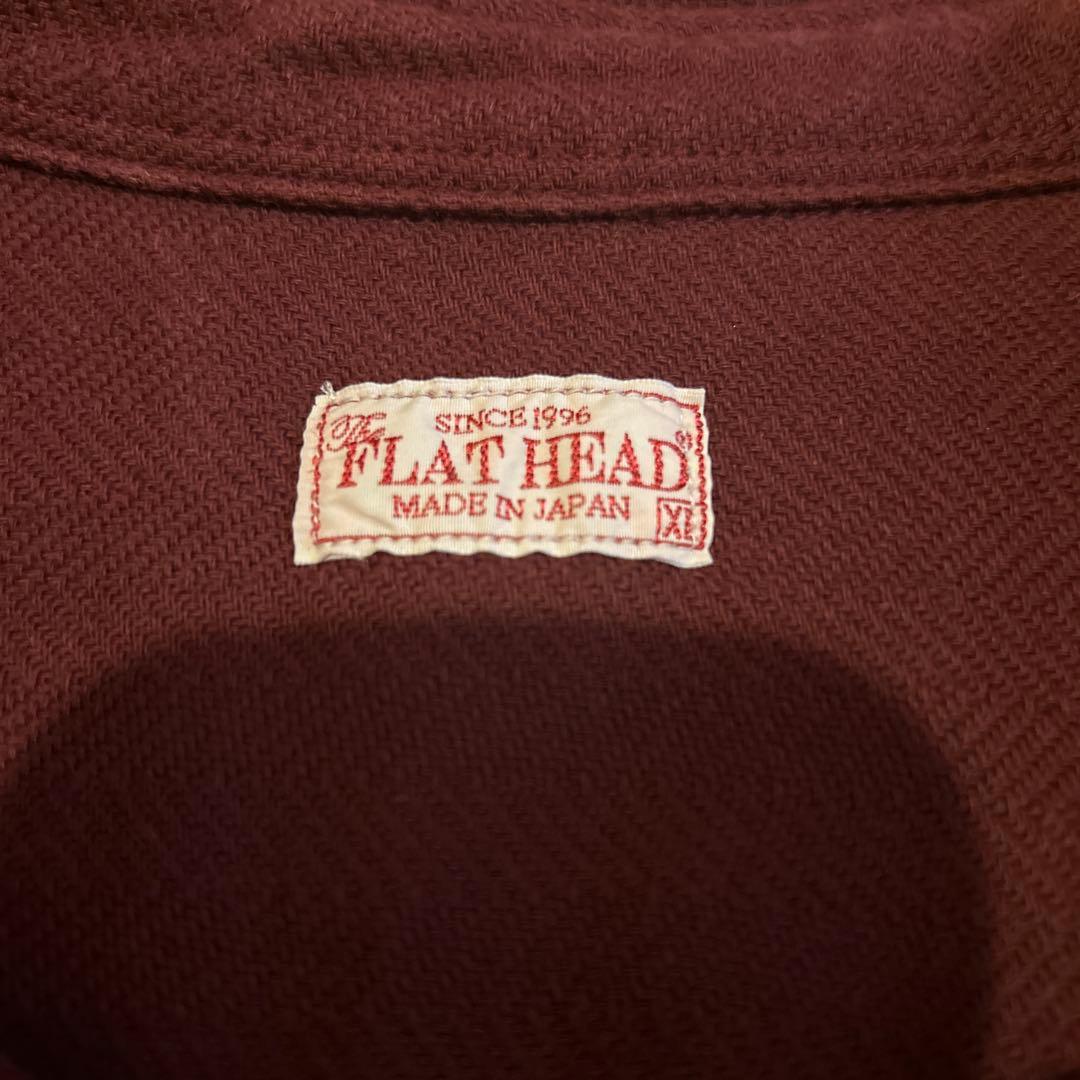 SINCE 1996
The
FLAT HEAD®
MADE IN JAPAN
XL